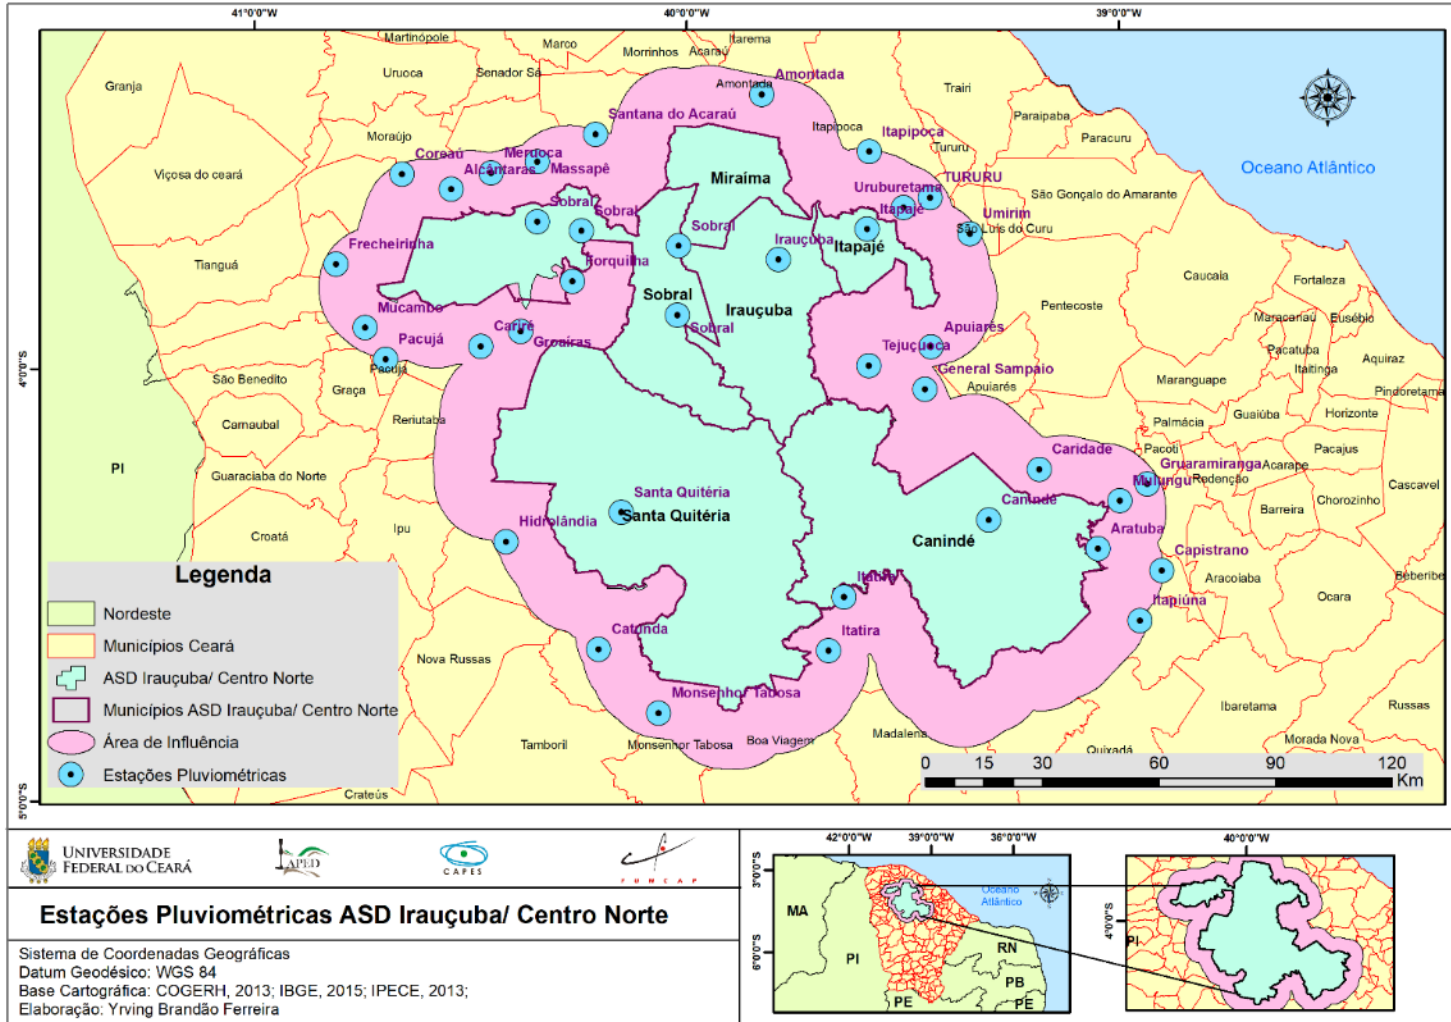 41°0'0"W
40°0'0"W
39°0'0"W
Martinópole
Marco
Morrinhos
Acaraú
Itarema
Granja
Uruoca
Senador Sá
Amontada
Amontada
Trairi
Santana do Acaraú
Paraipaba
Moraújo
Itapipoca
Itapipoca
Paracuru
Tururu
Coreaú
Meruoca
Alcântaras
Massapê
Viçosa do ceará
Miraíma
Oceano Atlântico
TURURU
Uruburetama
São Gonçalo do Amarante
Itapajé
Sobral
Sobral
Umirim
São Luis do Curu
Frecheirinha
Sobral
Irauçuba
Itapajé
Tianguá
Forquilha
Caucaia
Fortaleza
Sobral
Irauçuba
Pentecoste
Mucambo
Maracanaú
Eusébio
Pacujá
Cariré
Groaíras
Sobral
Apuiarés
Tejuçuoca
Pacatuba
Aquiraz
4°0'0"S
Pacujá
General Sampaio
Itaitinga
São Benedito
Graça
Apuiarés
Maranguape
Pindoretama
Reriutaba
Guaiúba
Horizonte
Carnaubal
Palmácia
Pacoti
Pacajus
PI
Guaraciaba do Norte
Caridade
Gruaramiranga
Acarape
Mulungu
Redenção
Cascavel
Santa Quitéria
Canindé
Chorozinho
Santa Quitéria
Barreira
Hidrolândia
Ipu
Croatá
Canindé
Aratuba
Capistrano
Legenda
Itatira
Aracoiaba
Beberibe
Ocara
Nordeste
Itapiúna
Municípios Ceará
Catunda
Itatira
Nova Russas
ASD Irauçuba/ Centro Norte
Monsenhor Tabosa
Municípios ASD Irauçuba/ Centro Norte
Ibaretama
Russas
Área de Influência
Tamboril
Monsenhor Tabosa
Boa Viagem
Madalena
Quixadá
Morada Nova
Estações Pluviométricas
0 15 30 60 90 120
Km
Crateús
5°0'0"S
UNIVERSIDADE
FEDERAL DO CEARÁ
LAPED
CAPES
FUNCAP
Estações Pluviométricas ASD Irauçuba/ Centro Norte
Sistema de Coordenadas Geográficas
Datum Geodésico: WGS 84
Base Cartográfica: COGERH, 2013; IBGE, 2015; IPECE, 2013;
Elaboração: Yrving Brandão Ferreira
42°0'0"W
39°0'0"W
36°0'0"W
3°0'0"S
6°0'0"S
Oceano
Atlântico
MA
PI
RN
PB
PE
PE
40°0'0"W
4°0'0"S
PI